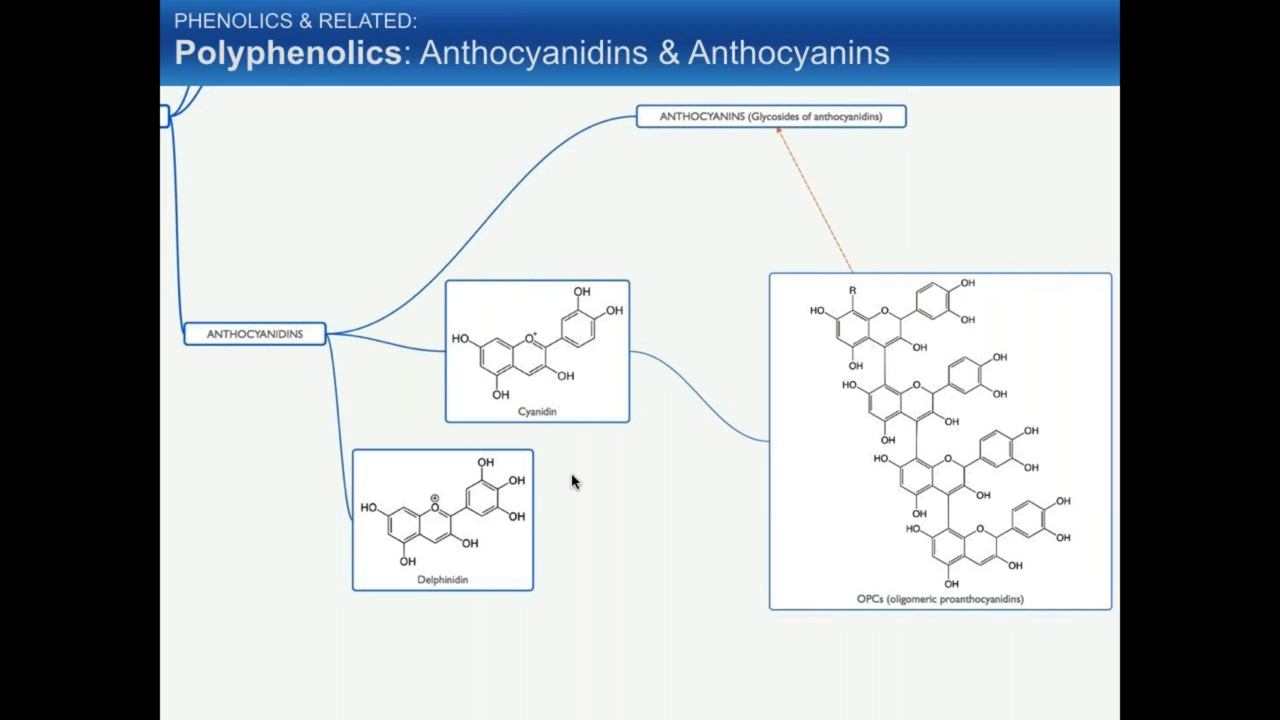 PHENOLICS & RELATED:
Polyphenolics: Anthocyanidins & Anthocyanins
ANTHOCYANINS (Glycosides of anthocyanidins)
ANTHOCYANIDINS
OH
OH
HO
O+
OH
OH
Cyanidin
OH
OH
HO
O
⊕
OH
OH
OH
Delphinidin
R
OH
HO
O
OH
OH
OH
OH
HO
O
OH
OH
OH
OH
HO
O
OH
OH
OH
OH
HO
O
OH
OH
OH
OPCs (oligomeric proanthocyanidins)